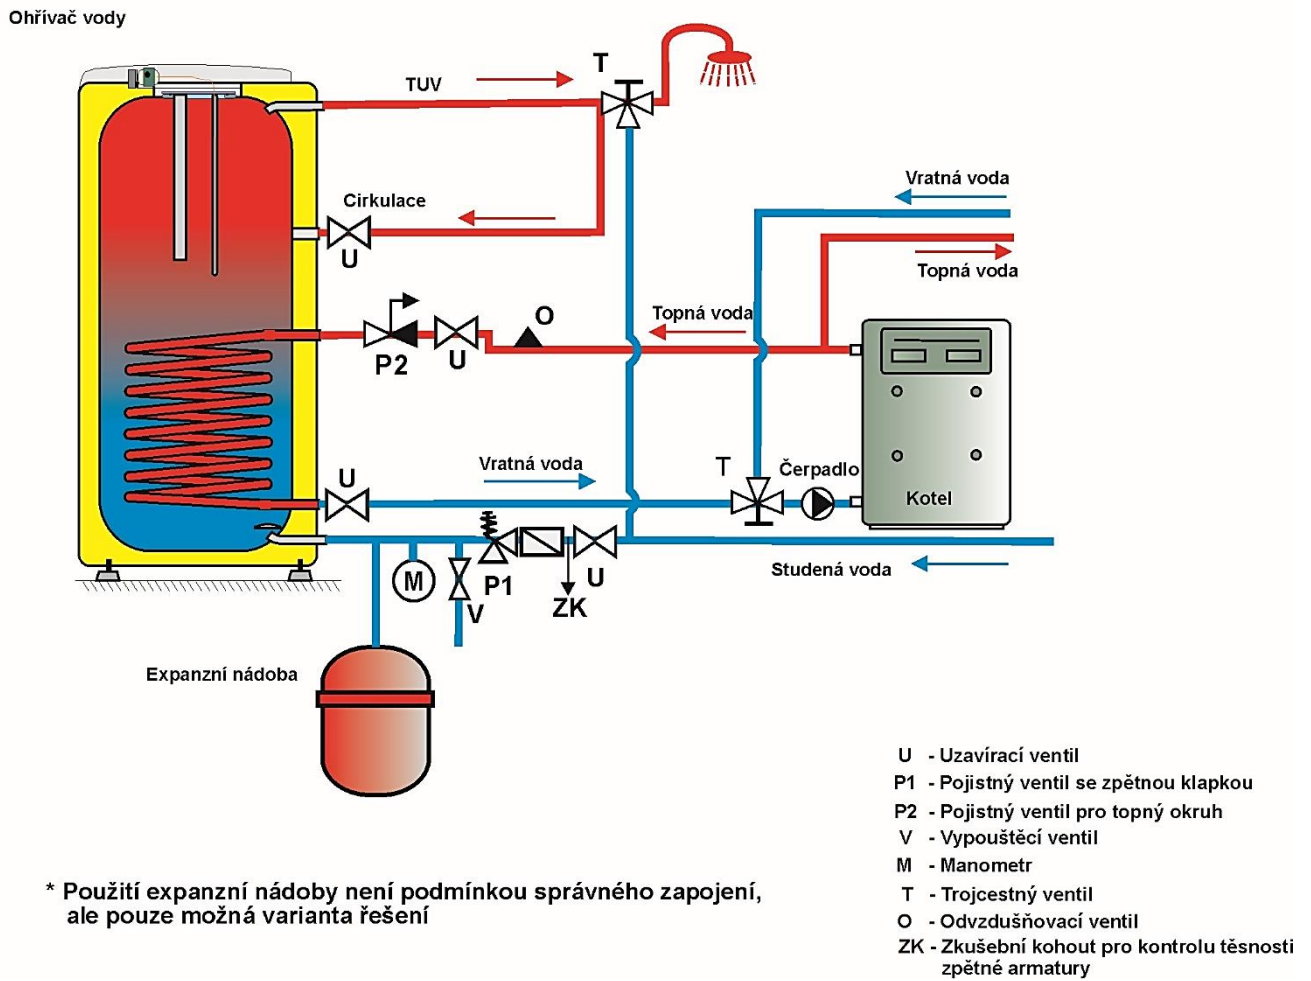 Ohřívač vody
TUV
T
Cirkulace
U
Vratná voda
Topná voda
Topná voda
O
P2
U
U
Vratná voda
T
Čerpadlo
Kotel
M
V
P1
ZK
U
Studená voda
Expanzní nádoba
U - Uzavírací ventil
P1 - Pojistný ventil se zpětnou klapkou
P2 - Pojistný ventil pro topný okruh
V - Vypouštěcí ventil
M - Manometr
T - Trojcestný ventil
O - Odvzdušňovací ventil
ZK - Zkušební kohout pro kontrolu těsnosti
zpětné armatury
* Použití expanzní nádoby není podmínkou správného zapojení,
ale pouze možná varianta řešení